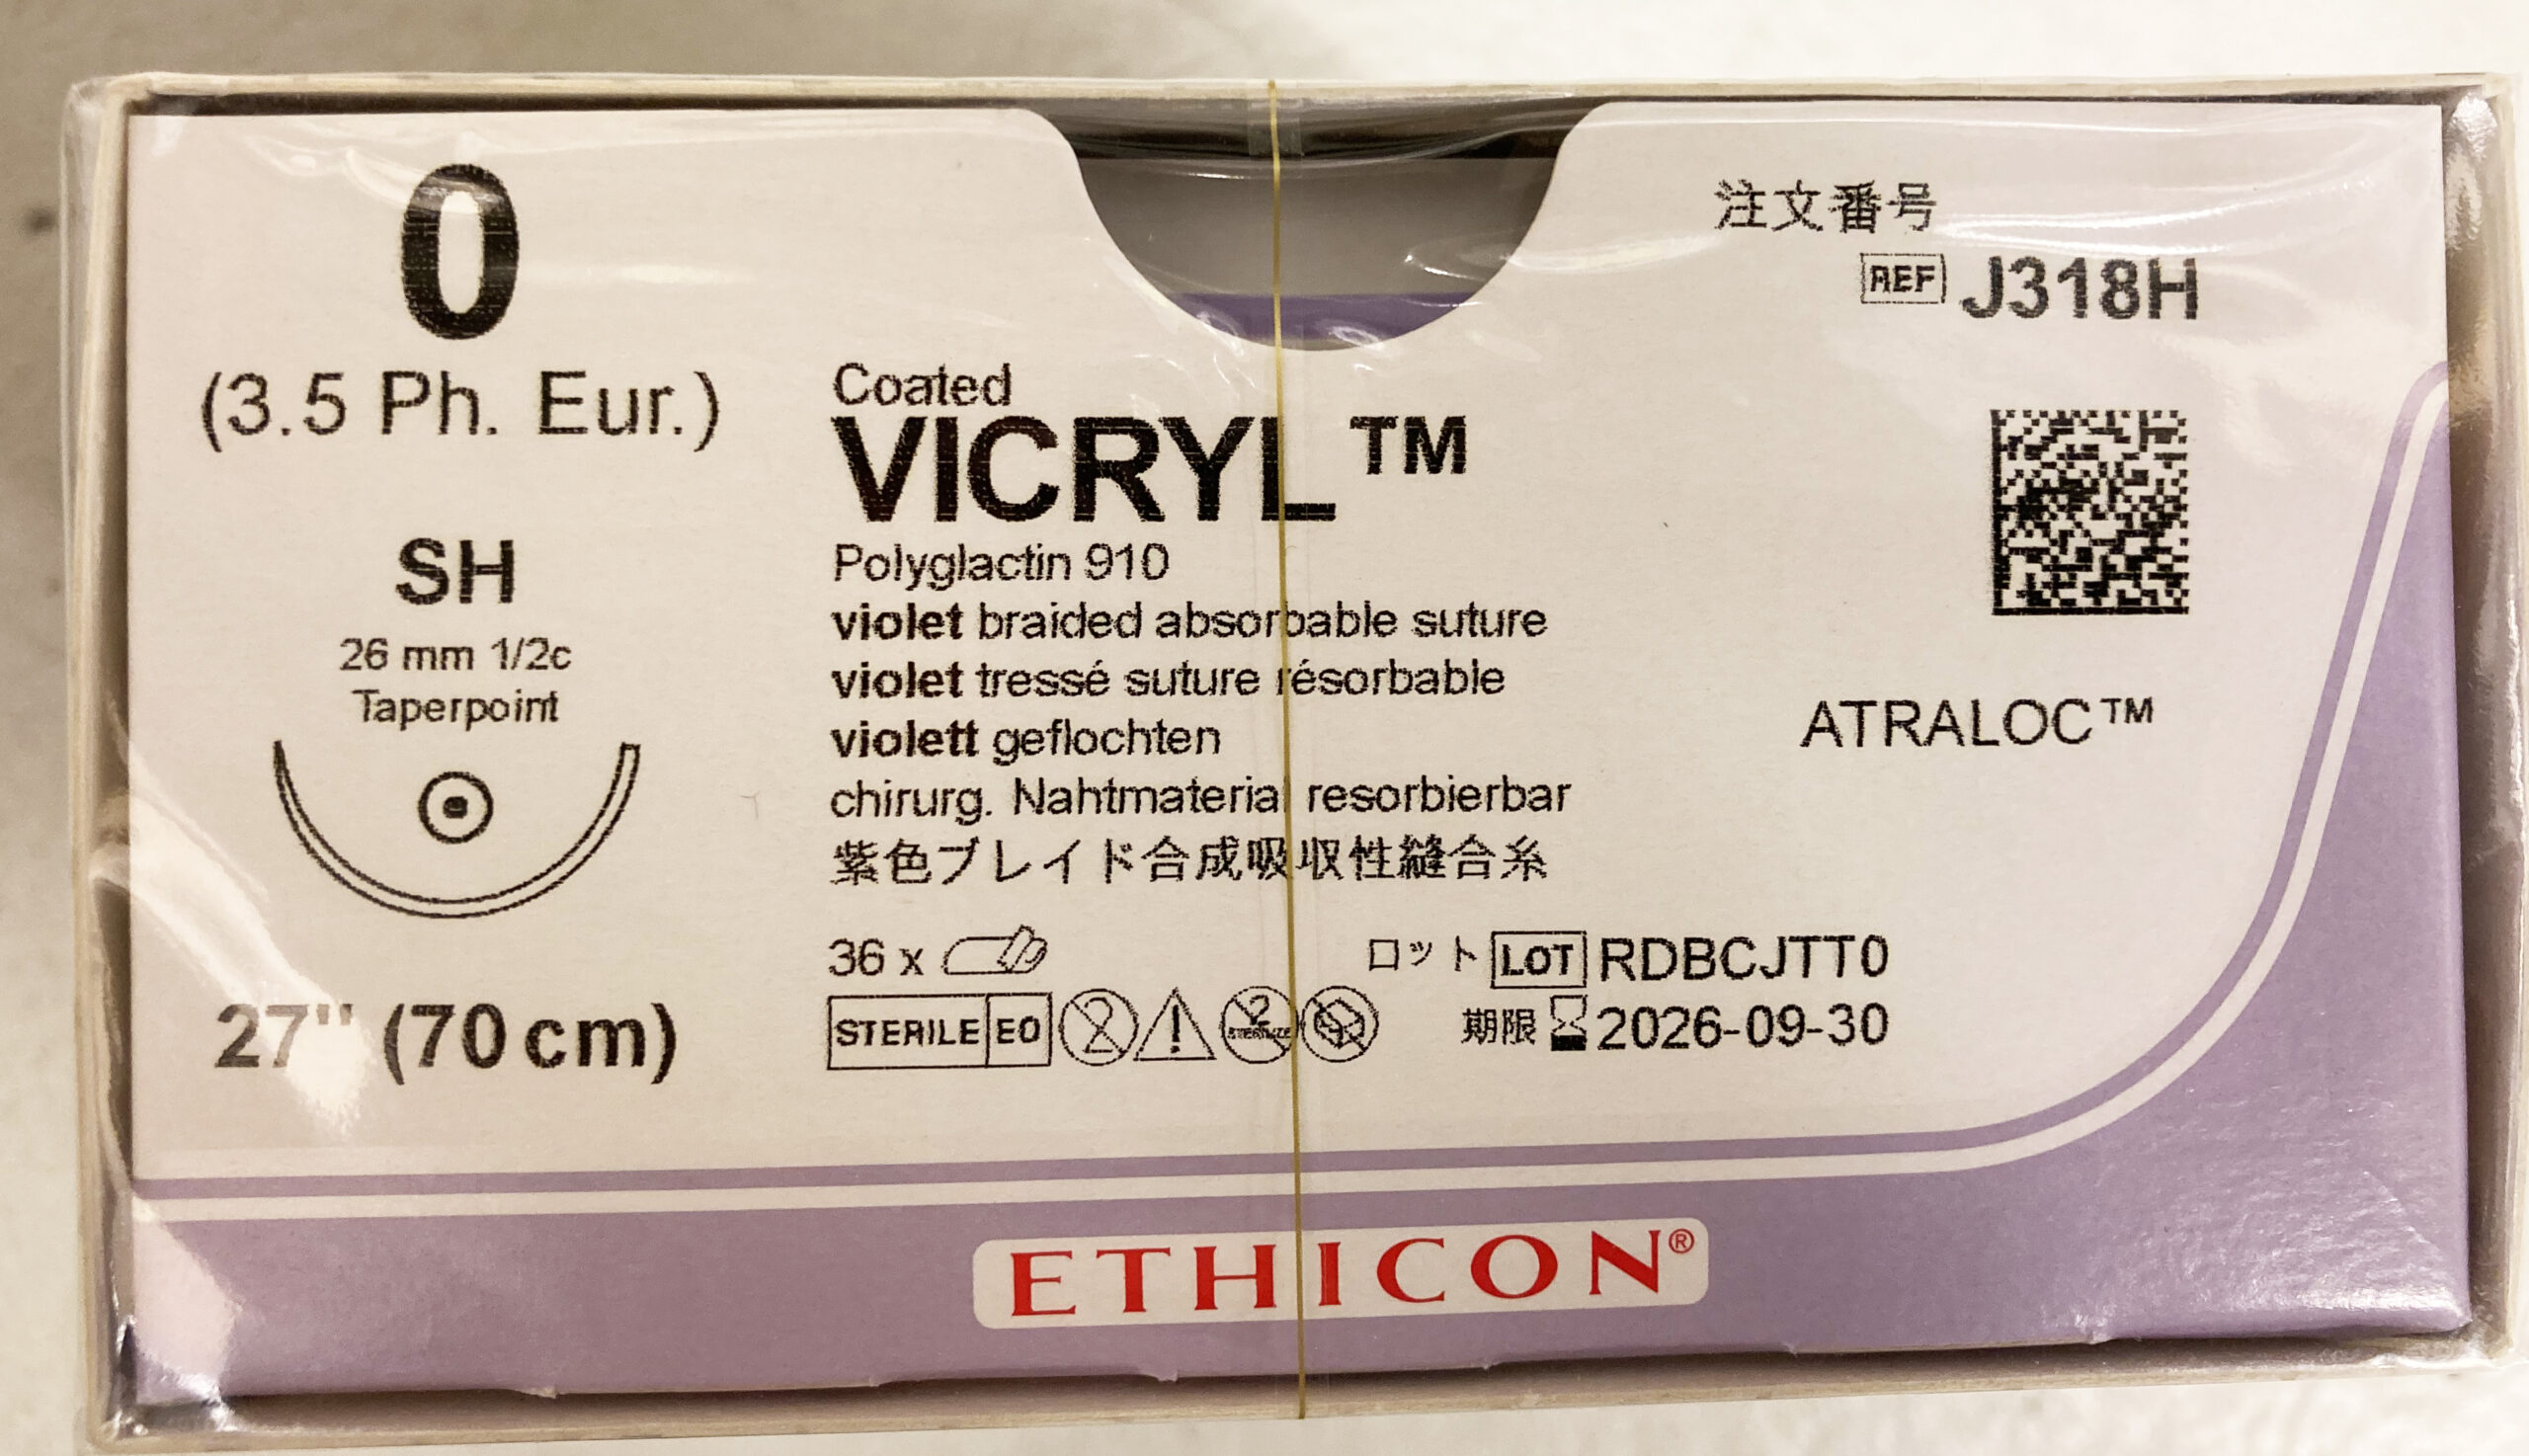 0
(3.5 Ph. Eur.)
SH
26 mm 1/2c
Taperpoint
27" (70 cm)
Coated
VICRYL™
Polyglactin 910
violet braided absorbable suture
violet tressé suture résorbable
violett geflochten
chirurg. Nahtmaterial resorbierbar
紫色ブレイド合成吸収性縫合糸
36 x
STERILE EO 2 ! 2 STERILIZE
注文番号
REF J318H
ATRALOC™
ロット LOT RDBCJTT0
期限 2026-09-30
ETHICON®